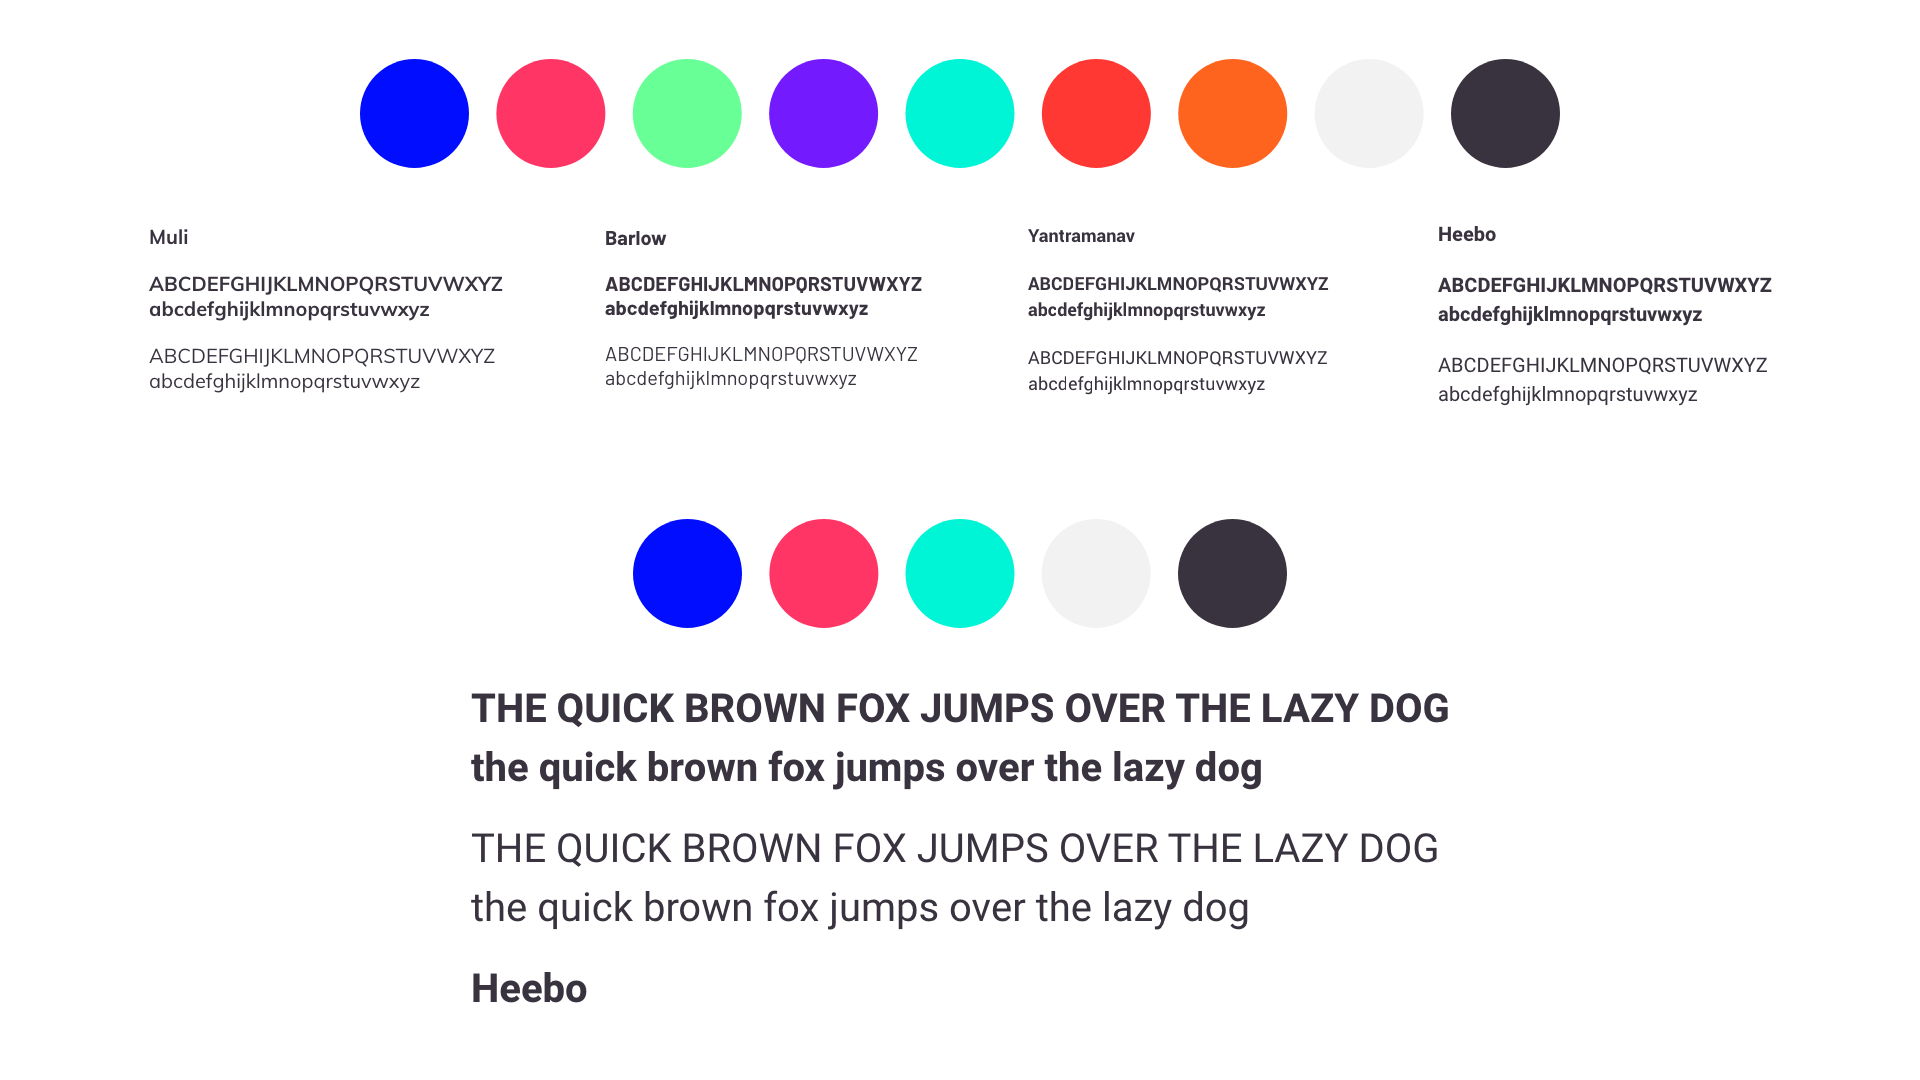 Muli
ABCDEFGHIJKLMNOPQRSTUVWXYZ
abcdefghijklmnopqrstuvwxyz
ABCDEFGHIJKLMNOPQRSTUVWXYZ
abcdefghijklmnopqrstuvwxyz
Barlow
ABCDEFGHIJKLMNOPQRSTUVWXYZ
abcdefghijklmnopqrstuvwxyz
ABCDEFGHIJKLMNOPQRSTUVWXYZ
abcdefghijklmnopqrstuvwxyz
Yantramanav
ABCDEFGHIJKLMNOPQRSTUVWXYZ
abcdefghijklmnopqrstuvwxyz
ABCDEFGHIJKLMNOPQRSTUVWXYZ
abcdefghijklmnopqrstuvwxyz
Heebo
ABCDEFGHIJKLMNOPQRSTUVWXYZ
abcdefghijklmnopqrstuvwxyz
ABCDEFGHIJKLMNOPQRSTUVWXYZ
abcdefghijklmnopqrstuvwxyz
THE QUICK BROWN FOX JUMPS OVER THE LAZY DOG
the quick brown fox jumps over the lazy dog
THE QUICK BROWN FOX JUMPS OVER THE LAZY DOG
the quick brown fox jumps over the lazy dog
Heebo